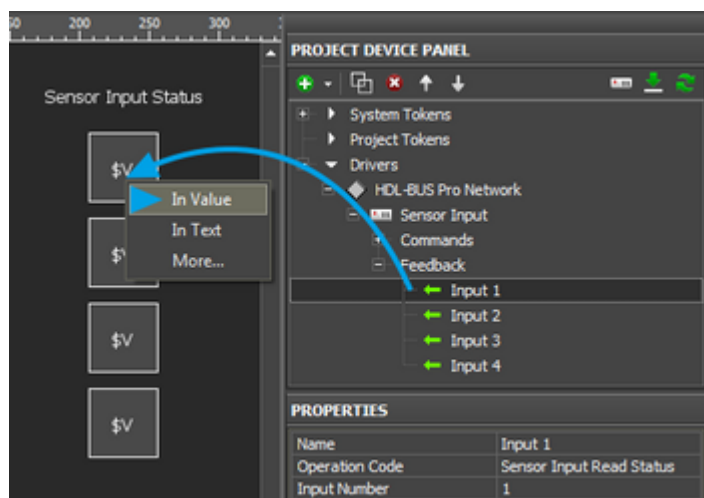 200 250 300
Sensor Input Status
$V
In Value
In Text
More...
$V
$V
$V
PROJECT DEVICE PANEL
System Tokens
Project Tokens
Drivers
HDL-BUS Pro Network
Sensor Input
Commands
Feedback
Input 1
Input 2
Input 3
Input 4
PROPERTIES
Name Input 1
Operation Code Sensor Input Read Status
Input Number 1